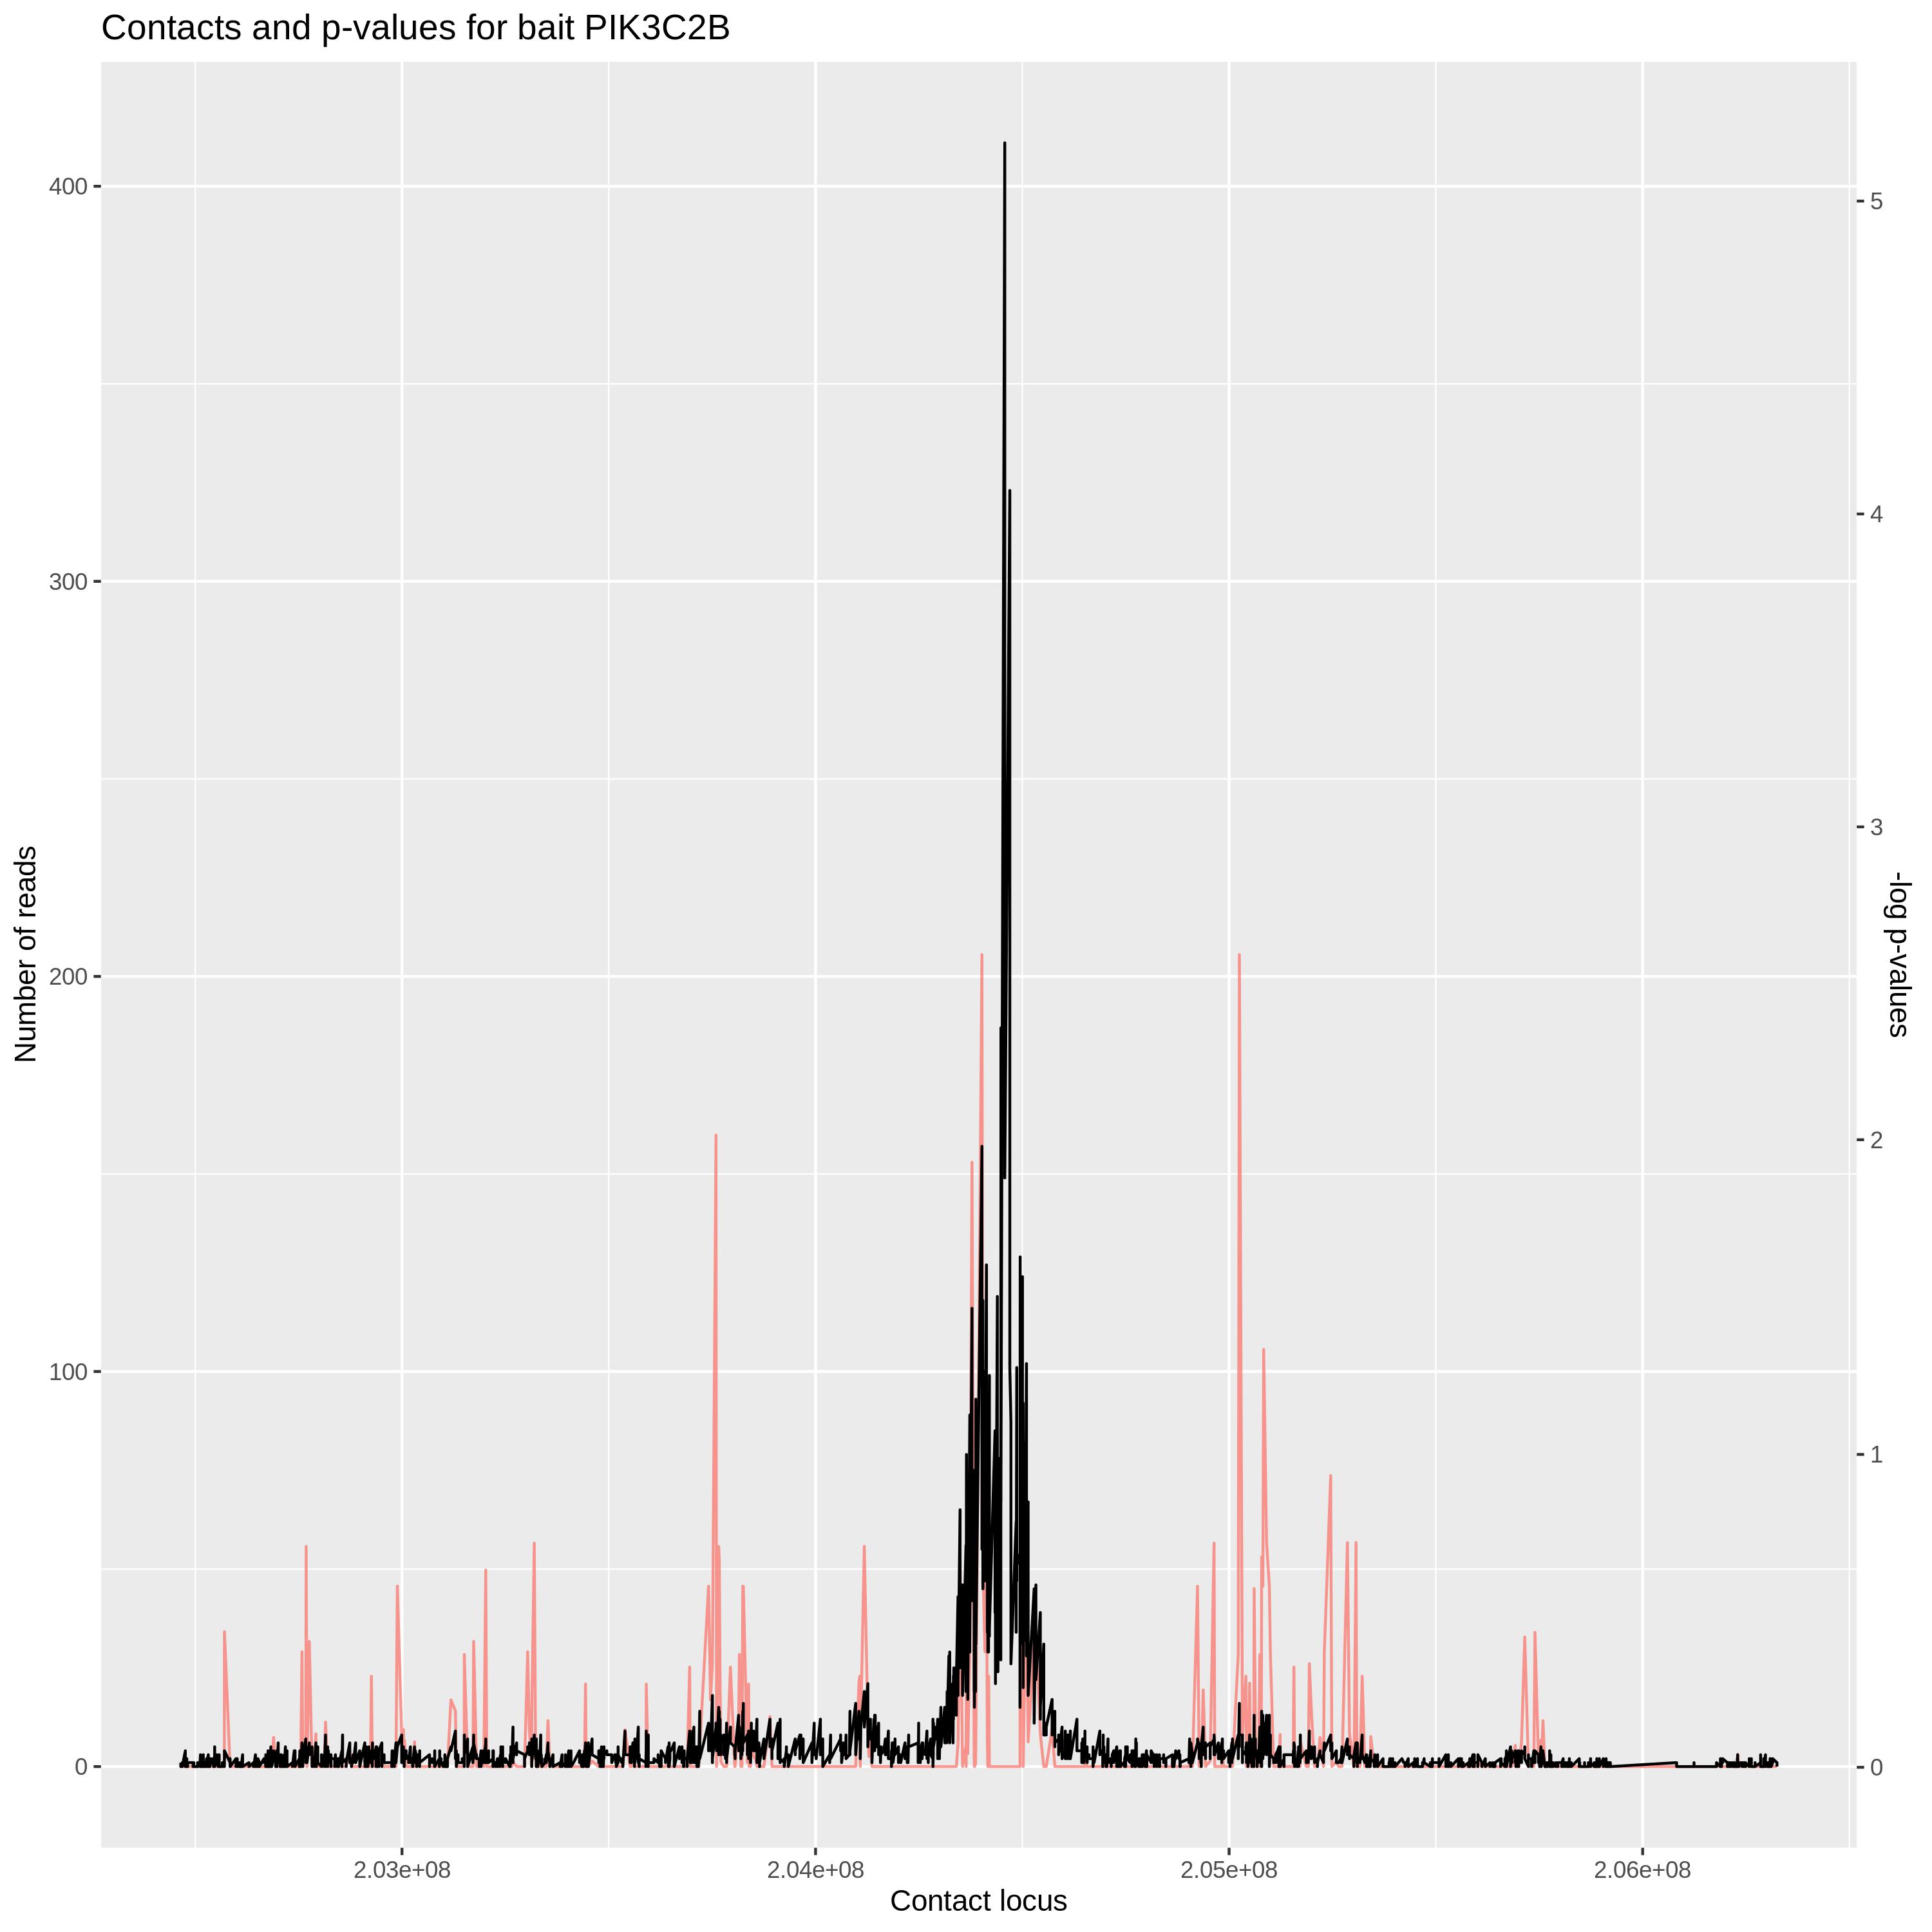 Contacts and p-values for bait PIK3C2B
400
300
200
100
0
Number of reads
5
4
3
2
1
0
-log p-values
2.03e+08
2.04e+08
2.05e+08
2.06e+08
Contact locus